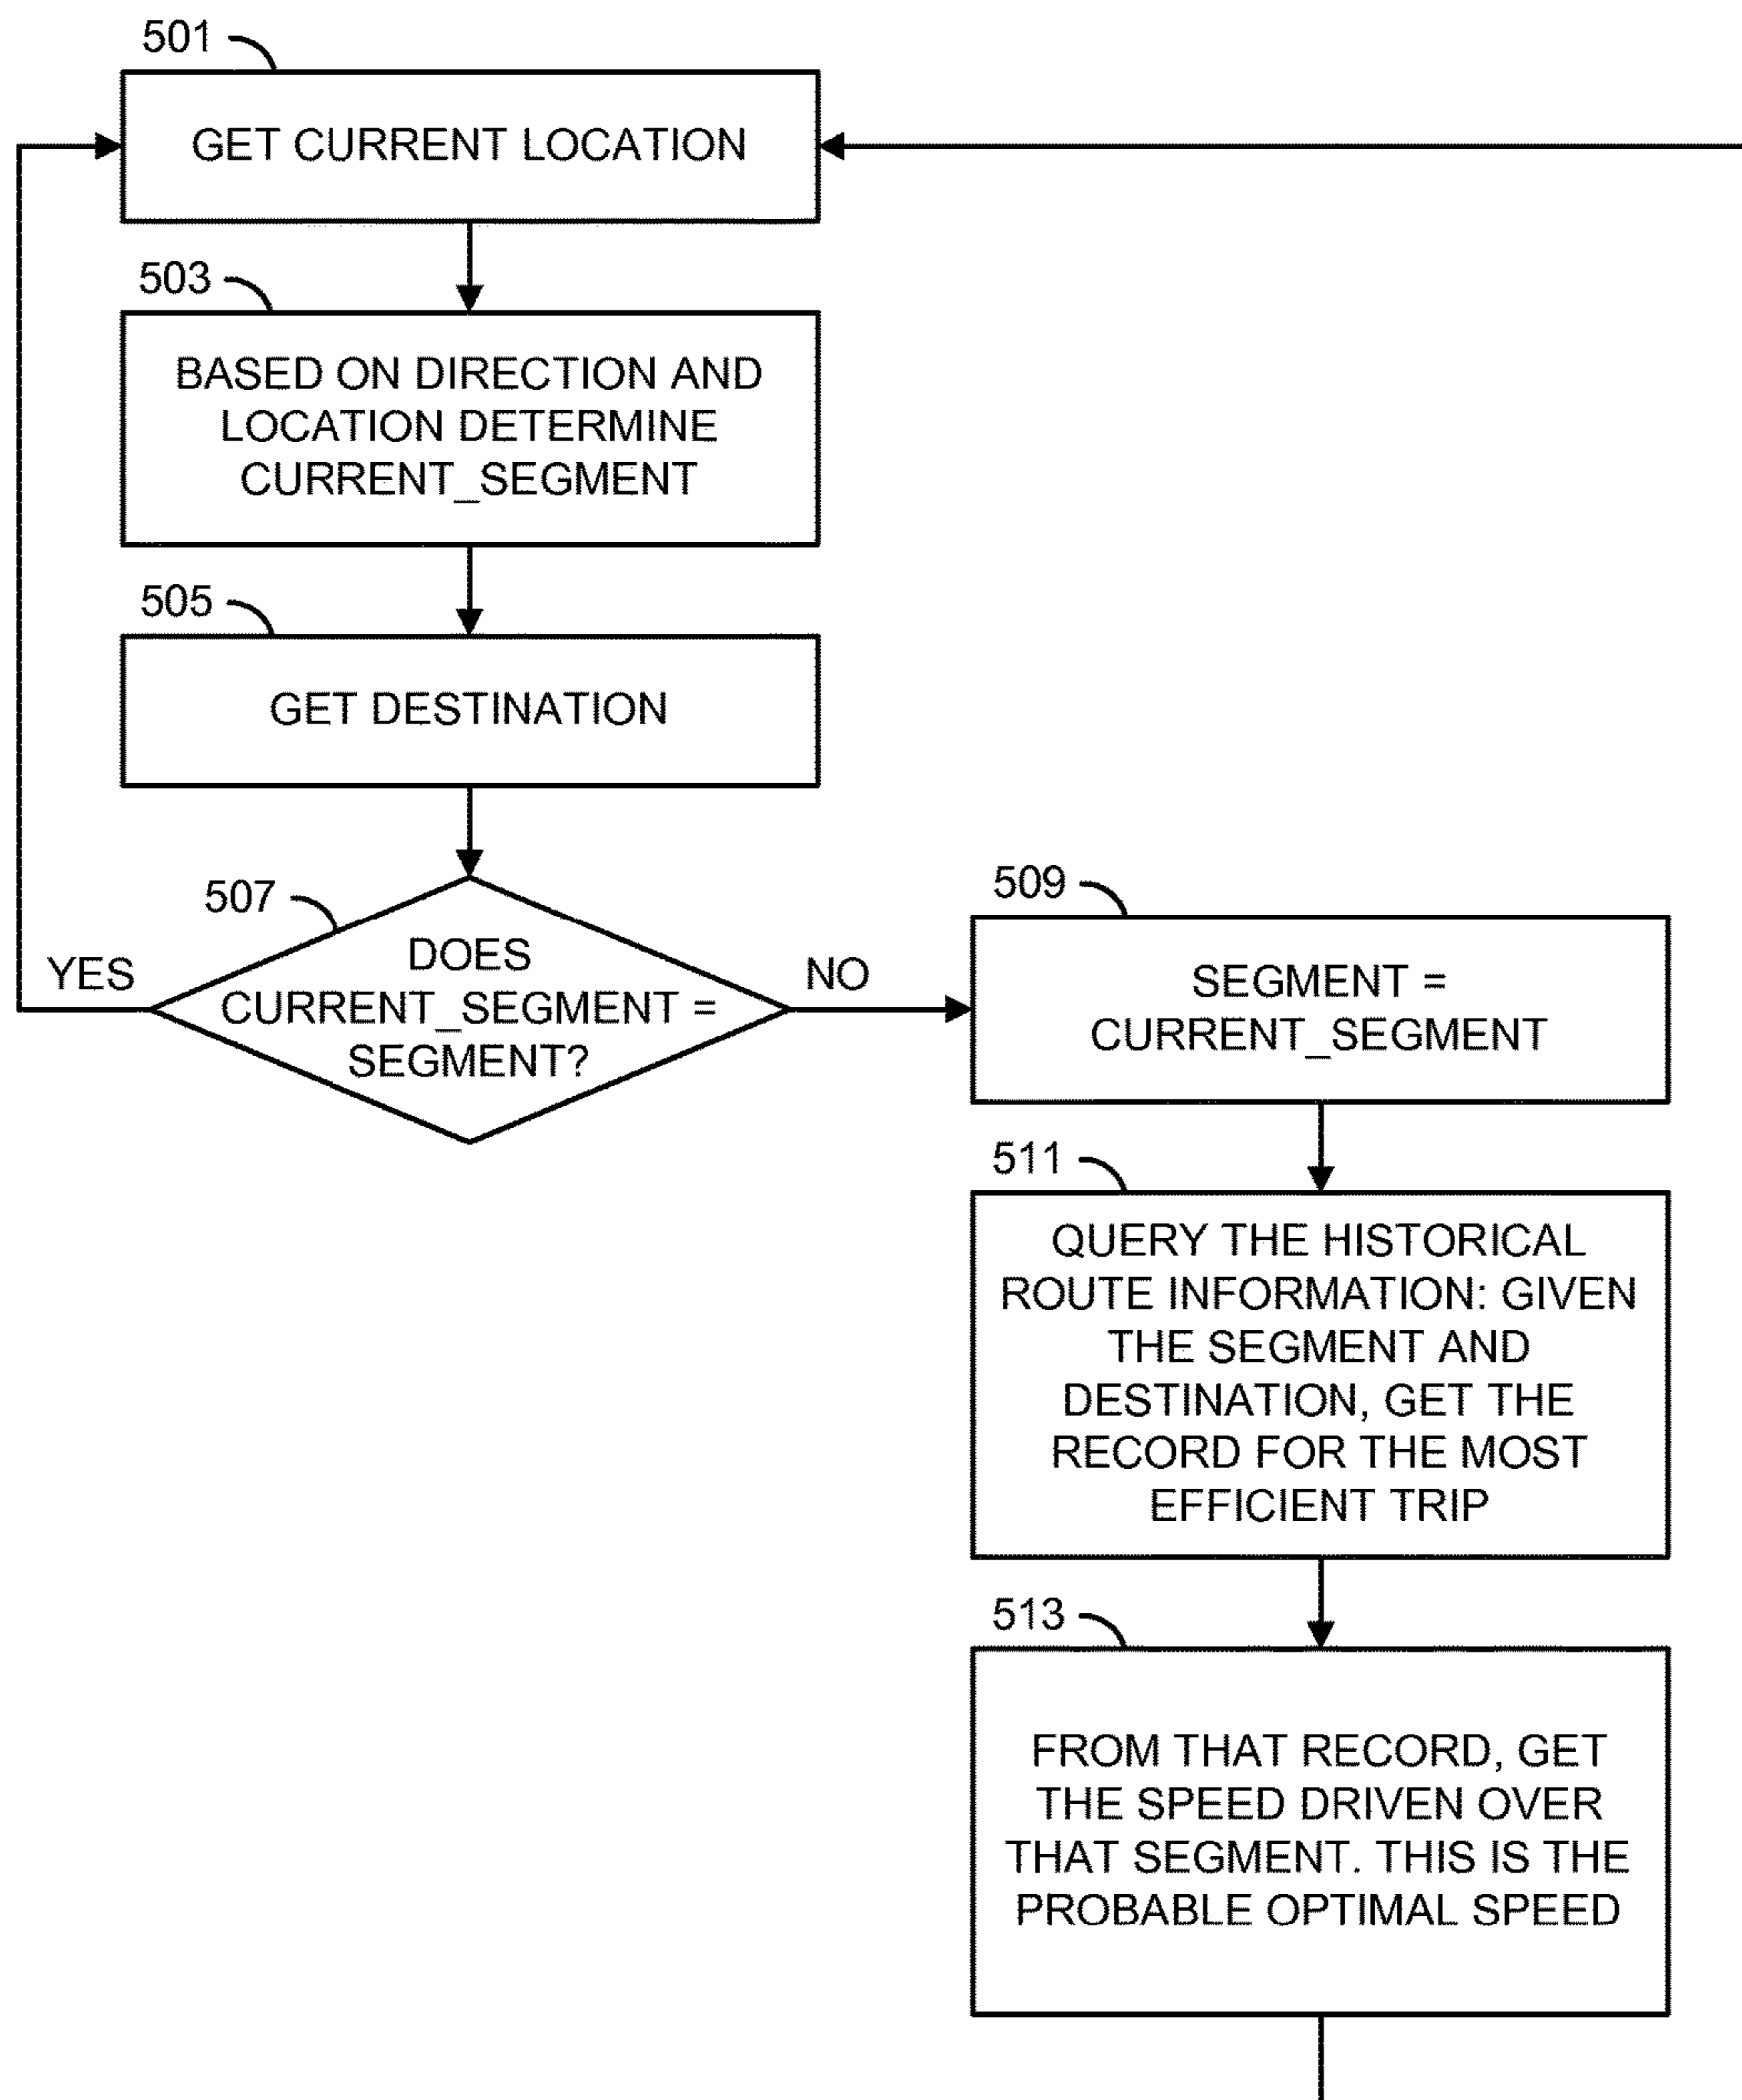 501
GET CURRENT LOCATION
503
BASED ON DIRECTION AND
LOCATION DETERMINE
CURRENT_SEGMENT
505
GET DESTINATION
507
DOES
CURRENT_SEGMENT =
SEGMENT?
YES
NO
509
SEGMENT =
CURRENT_SEGMENT
511
QUERY THE HISTORICAL
ROUTE INFORMATION: GIVEN
THE SEGMENT AND
DESTINATION, GET THE
RECORD FOR THE MOST
EFFICIENT TRIP
513
FROM THAT RECORD, GET
THE SPEED DRIVEN OVER
THAT SEGMENT. THIS IS THE
PROBABLE OPTIMAL SPEED